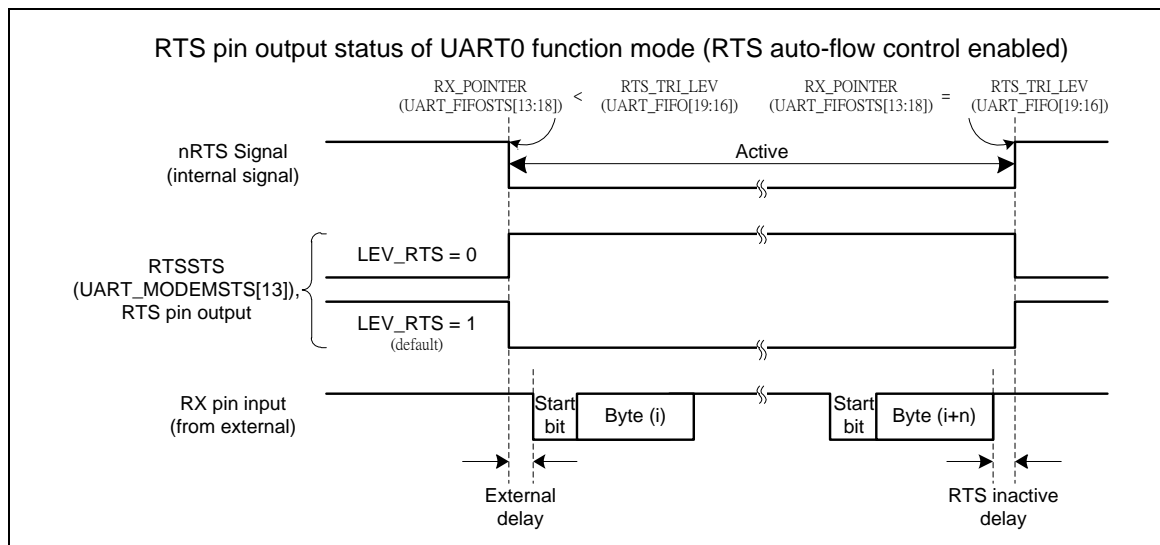 RTS pin output status of UART0 function mode (RTS auto-flow control enabled)
RX_POINTER < RTS_TRI_LEV
(UART_FIFOSTS[13:18]) (UART_FIFO[19:16])
RX_POINTER = RTS_TRI_LEV
(UART_FIFOSTS[13:18]) (UART_FIFO[19:16])
nRTS Signal
(internal signal)
Active
RTSSTS
(UART_MODEMSTS[13]),
RTS pin output
LEV_RTS = 0
LEV_RTS = 1
(default)
RX pin input
(from external)
Start
bit
Byte (i)
Start
bit
Byte (i+n)
External
delay
RTS inactive
delay